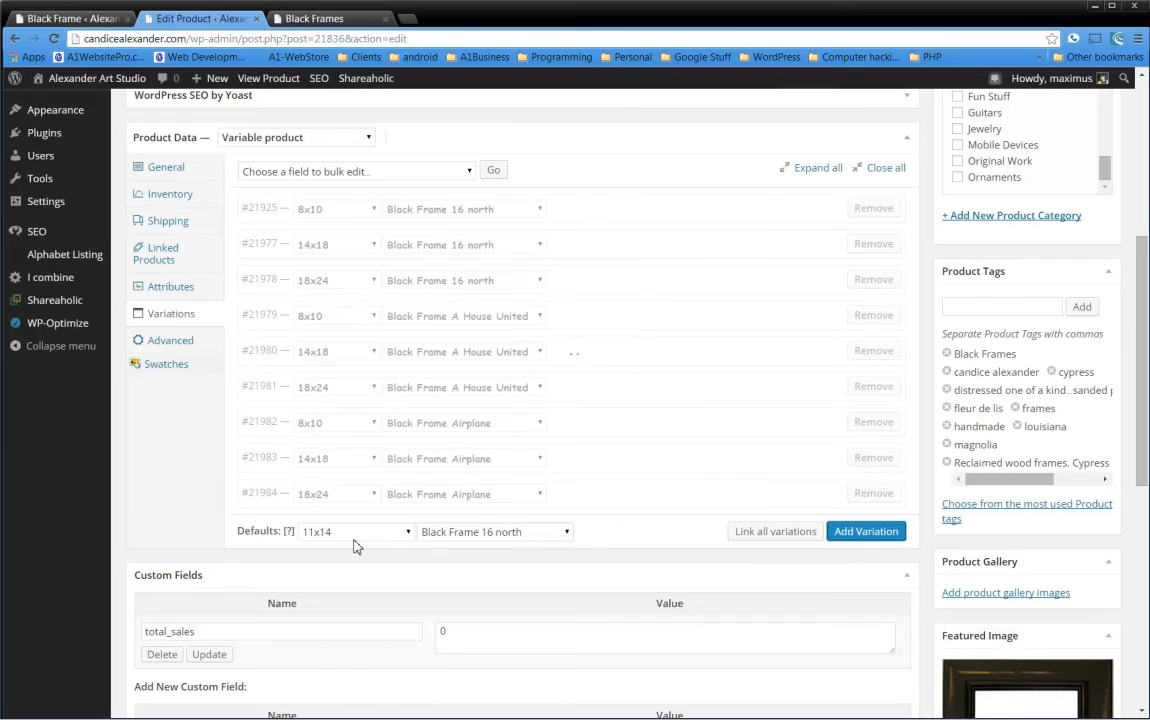 Black Frame ‹ Alexan
Edit Product ‹ Alexa
Black Frames
candicealexander.com/wp-admin/post.php?post=21836&action=edit
Apps
A1WebsitePro.c...
Web Developm...
A1-WebStore
Clients
android
A1Business
Programming
Personal
Google Stuff
WordPress
Computer hacki...
PHP
»
Other bookmarks
Alexander Art Studio
0
+ New
View Product
SEO
Shareaholic
Howdy, maximus
Appearance
Plugins
Users
Tools
Settings
SEO
Alphabet Listing
I combine
Shareaholic
WP-Optimize
Collapse menu
WordPress SEO by Yoast
Product Data — Variable product
General
Inventory
Shipping
Linked
Products
Attributes
Variations
Advanced
Swatches
Choose a field to bulk edit... Go
Expand all Close all
#21925 — 8x10 Black Frame 16 north Remove
#21977 — 14x18 Black Frame 16 north Remove
#21978 — 18x24 Black Frame 16 north Remove
#21979 — 8x10 Black Frame A House United Remove
#21980 — 14x18 Black Frame A House United Remove
#21981 — 18x24 Black Frame A House United Remove
#21982 — 8x10 Black Frame Airplane Remove
#21983 — 14x18 Black Frame Airplane Remove
#21984 — 18x24 Black Frame Airplane Remove
Defaults: [?] 11x14 Black Frame 16 north Link all variations Add Variation
Custom Fields
Name Value
total_sales 0
Delete Update
Add New Custom Field:
Name Value
Fun Stuff
Guitars
Jewelry
Mobile Devices
Original Work
Ornaments
+ Add New Product Category
Product Tags
Add
Separate Product Tags with commas
Black Frames
candice alexander cypress
distressed one of a kind...sanded p
fleur de lis frames
handmade louisiana
magnolia
Reclaimed wood frames. Cypress
Choose from the most used Product
tags
Product Gallery
Add product gallery images
Featured Image